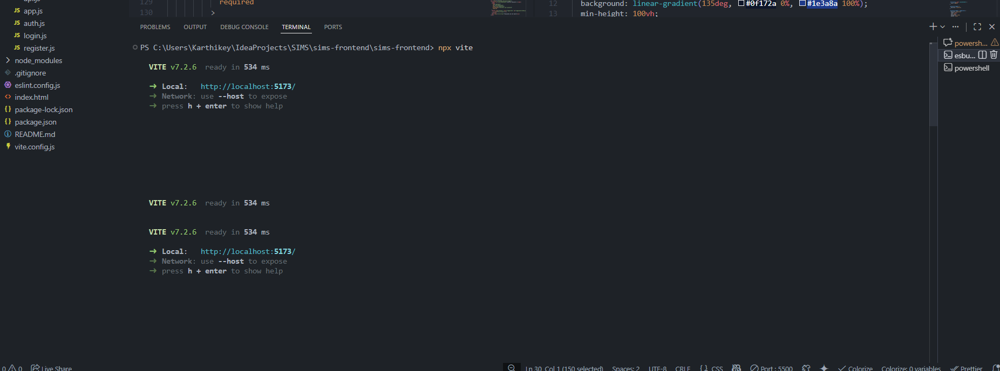 api.js
JS app.js
JS auth.js
JS login.js
JS register.js
node_modules
.gitignore
eslint.config.js
index.html
package-lock.json
package.json
README.md
vite.config.js
129 required
130 >
12 background: linear-gradient(135deg, #0f172a 0%, #1e3a8a 100%);
13 min-height: 100vh;
PROBLEMS OUTPUT DEBUG CONSOLE TERMINAL PORTS
PS C:\Users\Karthikey\IdeaProjects\SIMS\sims-frontend\sims-frontend> npx vite
VITE v7.2.6 ready in 534 ms
➜ Local: http://localhost:5173/
➜ Network: use --host to expose
➜ press h + enter to show help
VITE v7.2.6 ready in 534 ms
VITE v7.2.6 ready in 534 ms
➜ Local: http://localhost:5173/
➜ Network: use --host to expose
➜ press h + enter to show help
powersh...
esbu...
powershell
0 0 Live Share
Ln 30, Col 1 (150 selected) Spaces: 2 UTF-8 CRLF {} CSS Port : 5500 Colorize Colorize: 0 variables Prettier